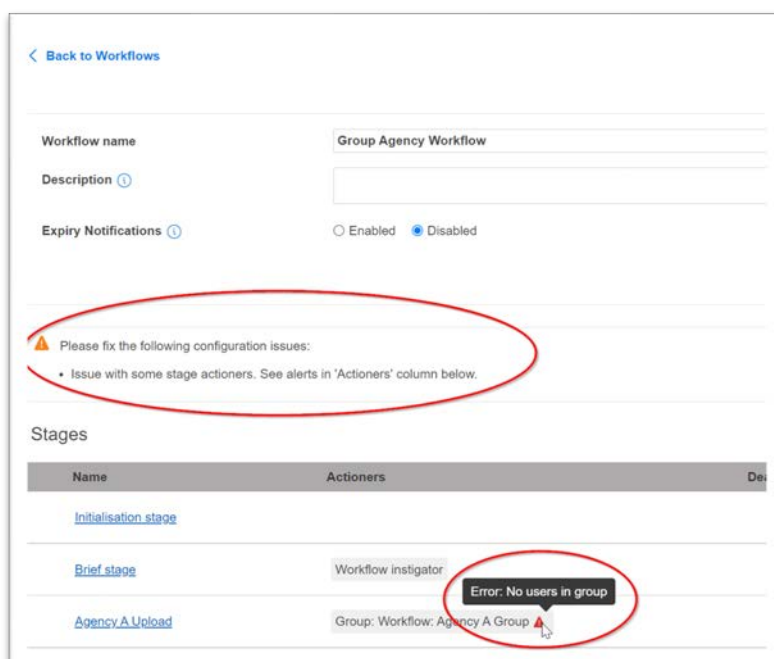 Back to Workflows
Workflow name
Group Agency Workflow
Description
Expiry Notifications
Enabled Disabled
Please fix the following configuration issues:
• Issue with some stage actioners. See alerts in 'Actioners' column below.
Stages
Name Actioners
Initialisation stage
Brief stage Workflow instigator
Error: No users in group
Agency A Upload Group: Workflow: Agency A Group